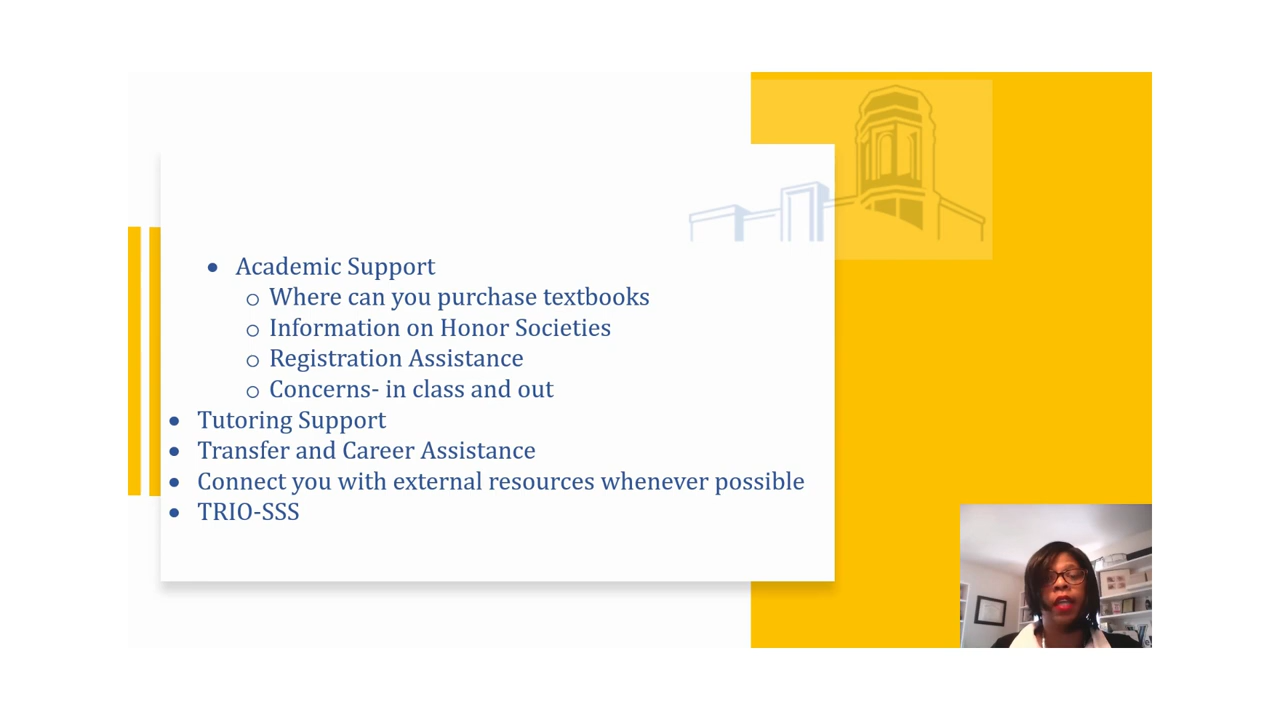 • Academic Support
o Where can you purchase textbooks
o Information on Honor Societies
o Registration Assistance
o Concerns- in class and out
• Tutoring Support
• Transfer and Career Assistance
• Connect you with external resources whenever possible
• TRIO-SSS